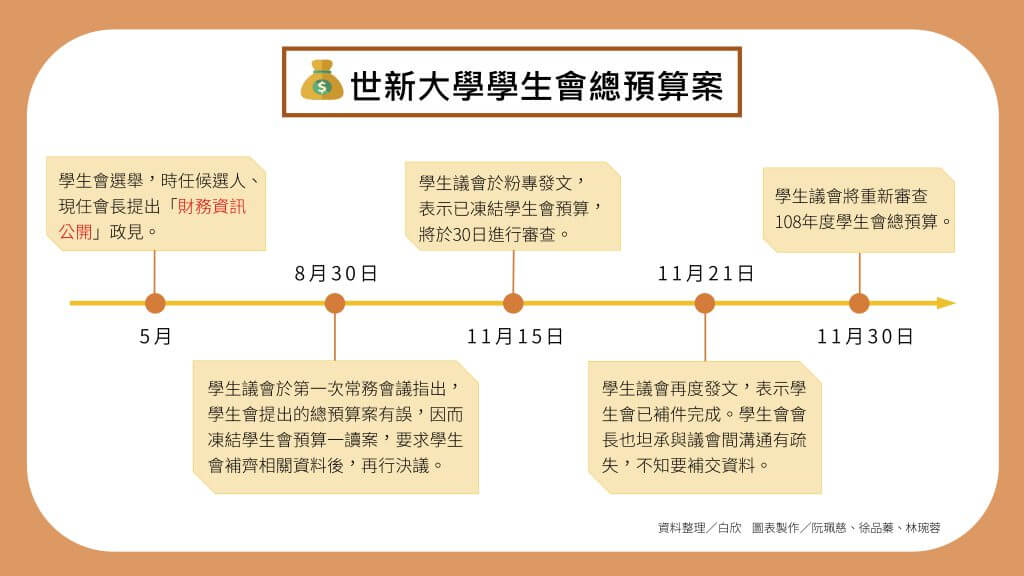 世新大學學生會總預算案
學生會選舉，時任候選人、
現任會長提出「財務資訊
公開」政見。
5月
8月30日
學生議會於第一次常務會議指出，
學生會提出的總預算案有誤，因而
凍結學生會預算一讀案，要求學生
會補齊相關資料後，再行決議。
學生議會於粉專發文，
表示已凍結學生會預算，
將於30日進行審查。
11月15日
11月21日
學生議會再度發文，表示學
生會已補件完成。學生會會
長也坦承與議會間溝通有疏
失，不知要補交資料。
學生議會將重新審查
108年度學生會總預算。
11月30日
資料整理／白欣 圖表製作／阮珮慈、徐品蓁、林琬蓉